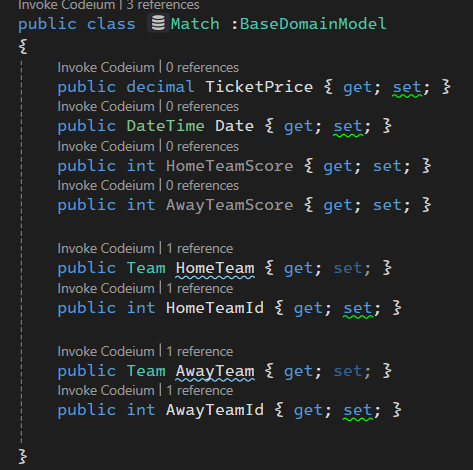 Invoke Codeium | 3 references
public class Match :BaseDomainModel
{
Invoke Codeium | 0 references
public decimal TicketPrice { get; set; }
Invoke Codeium | 0 references
public DateTime Date { get; set; }
Invoke Codeium | 0 references
public int HomeTeamScore { get; set; }
Invoke Codeium | 0 references
public int AwayTeamScore { get; set; }
Invoke Codeium | 1 reference
public Team HomeTeam { get; set; }
Invoke Codeium | 1 reference
public int HomeTeamId { get; set; }
Invoke Codeium | 1 reference
public Team AwayTeam { get; set; }
Invoke Codeium | 1 reference
public int AwayTeamId { get; set; }
}